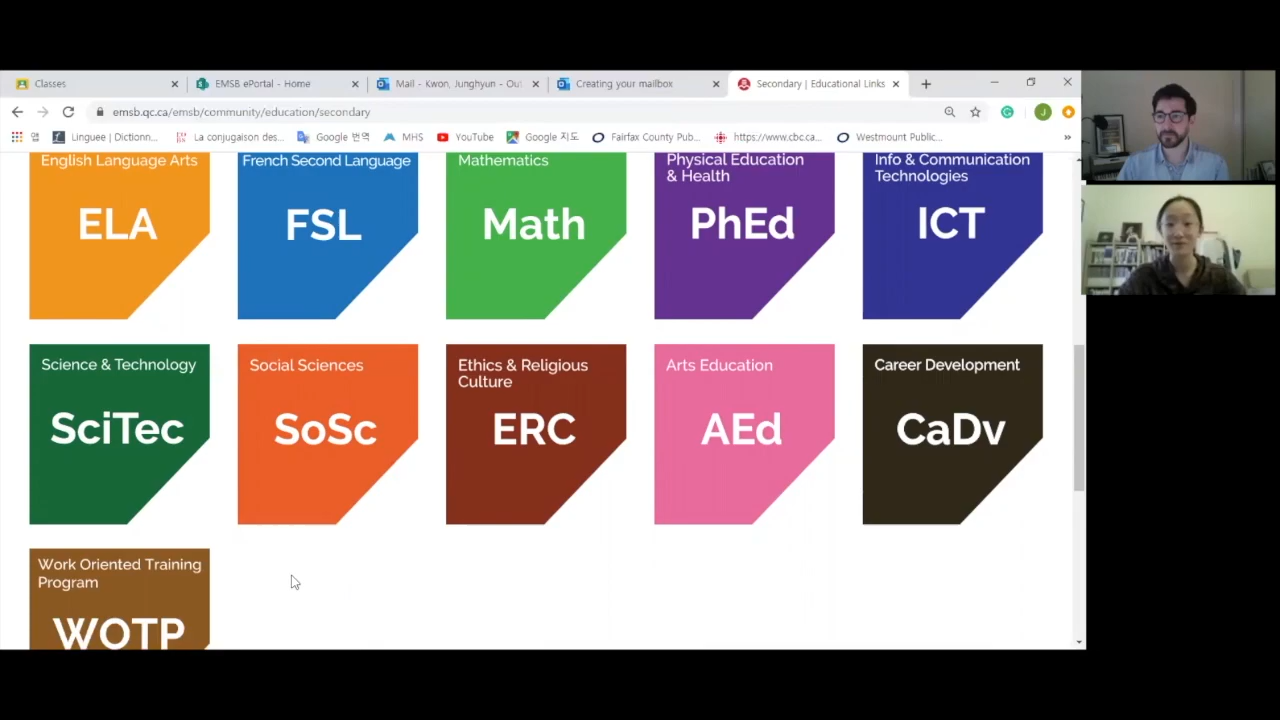 Classes
EMSB ePortal - Home
Mail - Kwon, Junghyun - Ou
Creating your mailbox
Secondary | Educational Links
emsb.qc.ca/emsb/community/education/secondary
J
앱
Linguee | Dictionn...
La conjugaison des...
Google 번역
MHS
YouTube
Google 지도
Fairfax County Pub...
https://www.cbc.ca...
Westmount Public...
»
English Language Arts
ELA
French Second Language
FSL
Mathematics
Math
Physical Education
& Health
PhEd
Info & Communication
Technologies
ICT
Science & Technology
SciTec
Social Sciences
SoSc
Ethics & Religious
Culture
ERC
Arts Education
AEd
Career Development
CaDv
Work Oriented Training
Program
WOTP